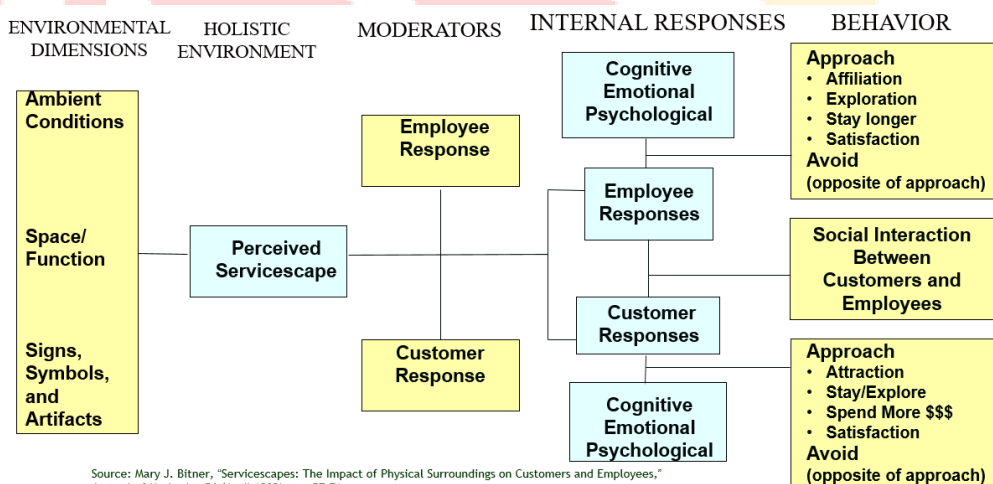 ENVIRONMENTAL
DIMENSIONS
HOLISTIC
ENVIRONMENT
MODERATORS
INTERNAL RESPONSES
BEHAVIOR
Ambient
Conditions
Space/
Function
Signs,
Symbols,
and
Artifacts
Perceived
Servicescape
Employee
Response
Customer
Response
Cognitive
Emotional
Psychological
Employee
Responses
Customer
Responses
Cognitive
Emotional
Psychological
Approach
• Affiliation
• Exploration
• Stay longer
• Satisfaction
Avoid
(opposite of approach)
Social Interaction
Between
Customers and
Employees
Approach
• Attraction
• Stay/Explore
• Spend More $$$
• Satisfaction
Avoid
(opposite of approach)
Source: Mary J. Bitner, “Servicescapes: The Impact of Physical Surroundings on Customers and Employees,”